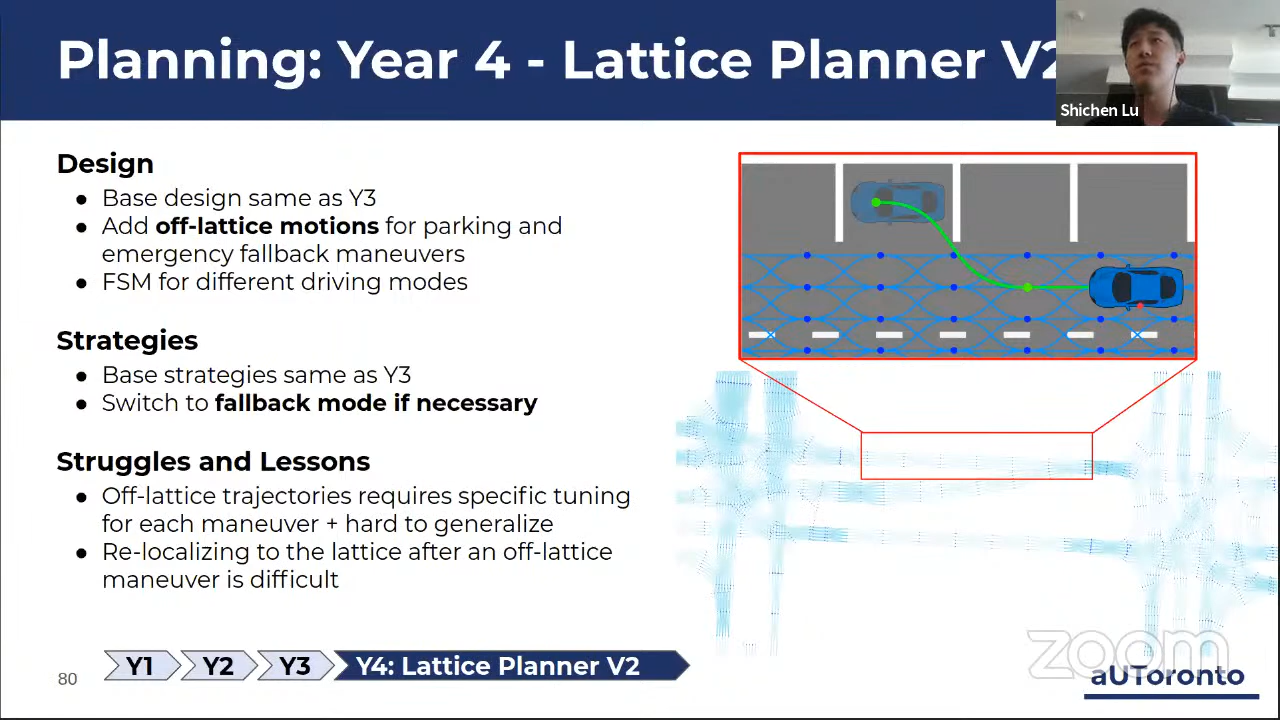 Planning: Year 4 - Lattice Planner V2
Shichen Lu
Design
● Base design same as Y3
● Add off-lattice motions for parking and
emergency fallback maneuvers
● FSM for different driving modes
Strategies
● Base strategies same as Y3
● Switch to fallback mode if necessary
Struggles and Lessons
● Off-lattice trajectories requires specific tuning
for each maneuver + hard to generalize
● Re-localizing to the lattice after an off-lattice
maneuver is difficult
Y1 Y2 Y3 Y4: Lattice Planner V2
80
zoom
aUToronto